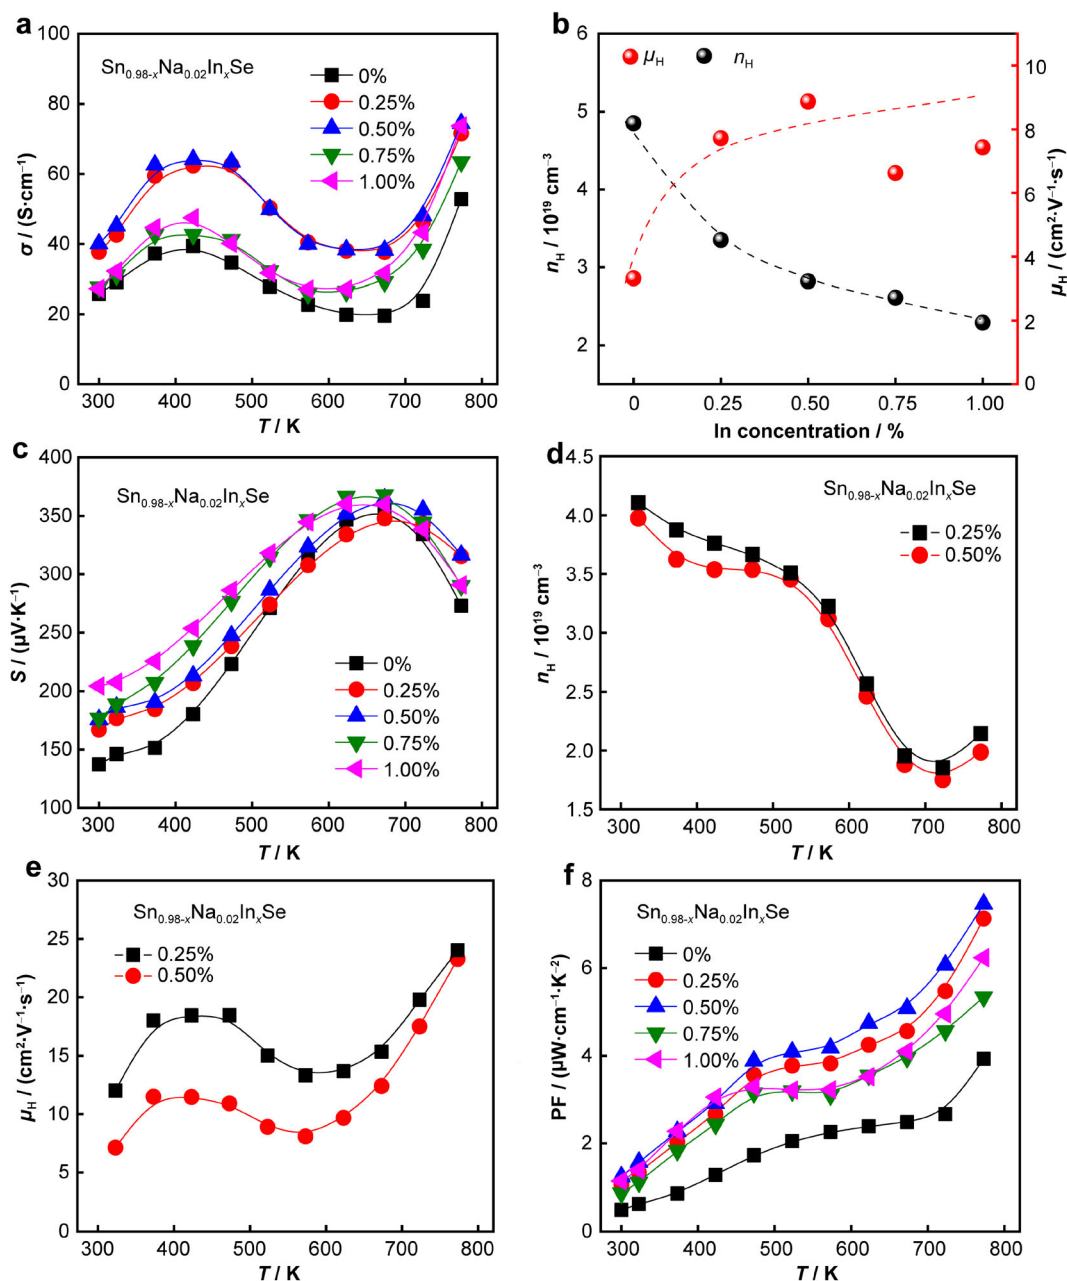 a
Sn0.98-xNa0.02InxSe
0%
0.25%
0.50%
0.75%
1.00%
σ / (S·cm⁻¹)
100
80
60
40
20
0
300 400 500 600 700 800
T / K
b
μH
nH
nH / 10¹⁹ cm⁻³
6
5
4
3
2
10
8
6
4
2
0
μH / (cm²·V⁻¹·s⁻¹)
0 0.25 0.50 0.75 1.00
In concentration / %
c
Sn0.98-xNa0.02InxSe
S / (μV·K⁻¹)
400
350
300
250
200
150
100
0%
0.25%
0.50%
0.75%
1.00%
300 400 500 600 700 800
T / K
d
Sn0.98-xNa0.02InxSe
0.25%
0.50%
nH / 10¹⁹ cm⁻³
4.5
4.0
3.5
3.0
2.5
2.0
1.5
300 400 500 600 700 800
T / K
e
Sn0.98-xNa0.02InxSe
0.25%
0.50%
μH / (cm²·V⁻¹·s⁻¹)
30
25
20
15
10
5
0
300 400 500 600 700 800
T / K
f
Sn0.98-xNa0.02InxSe
0%
0.25%
0.50%
0.75%
1.00%
PF / (μW·cm⁻¹·K⁻²)
8
6
4
2
0
300 400 500 600 700 800
T / K